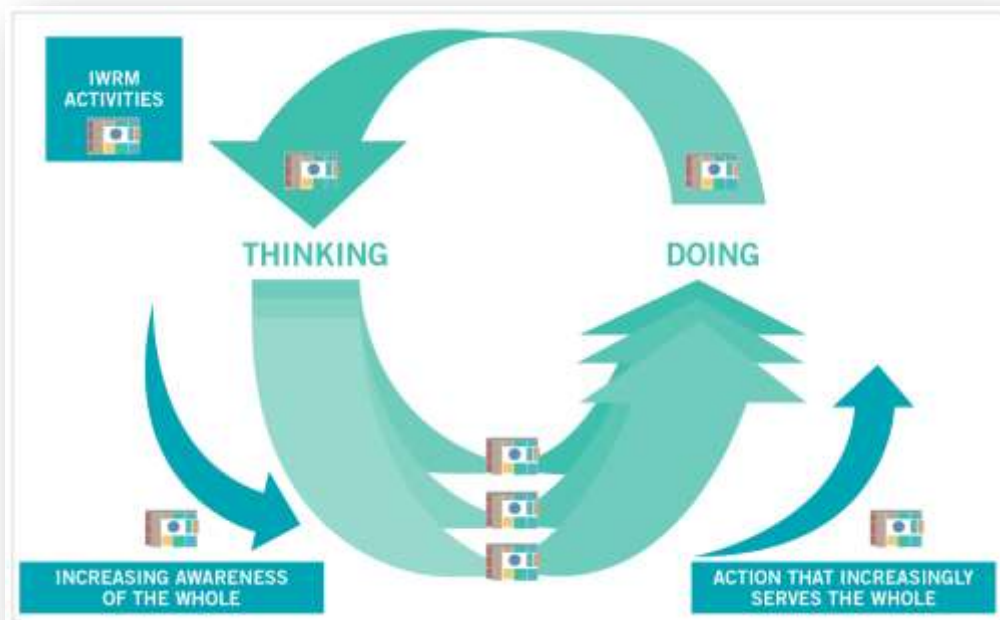 IWRM
ACTIVITIES
THINKING
DOING
INCREASING AWARENESS
OF THE WHOLE
ACTION THAT INCREASINGLY
SERVES THE WHOLE